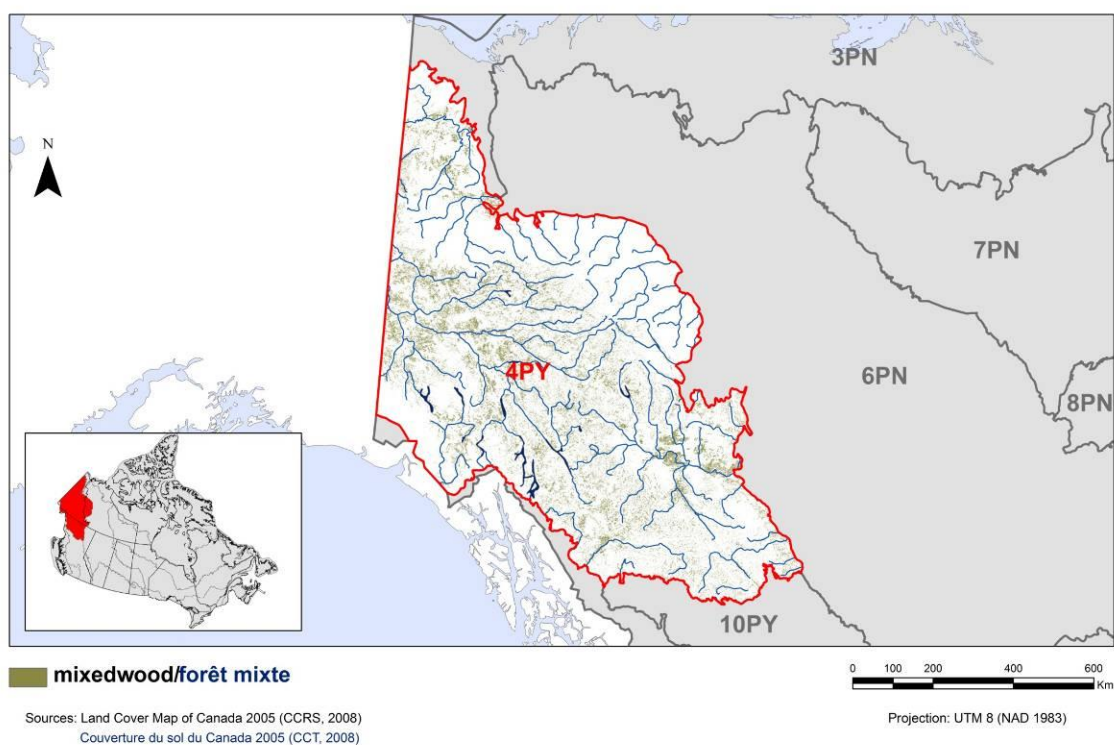 3PN
N
7PN
4PY
6PN
8PN
10PY
mixedwood/forêt mixte
0 100 200 400 600
Km
Sources: Land Cover Map of Canada 2005 (CCRS, 2008)
Couverture du sol du Canada 2005 (CCT, 2008)
Projection: UTM 8 (NAD 1983)